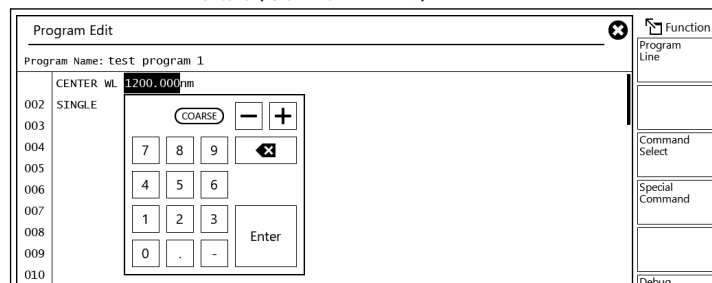 Program Edit
Function
Program Name: test program 1
Program
Line
CENTER WL 1200.000nm
002 SINGLE
COARSE − +
003
004
7 8 9
Command
Select
005
4 5 6
006
Special
Command
007
1 2 3
008
Enter
009
0 . -
010
Debug